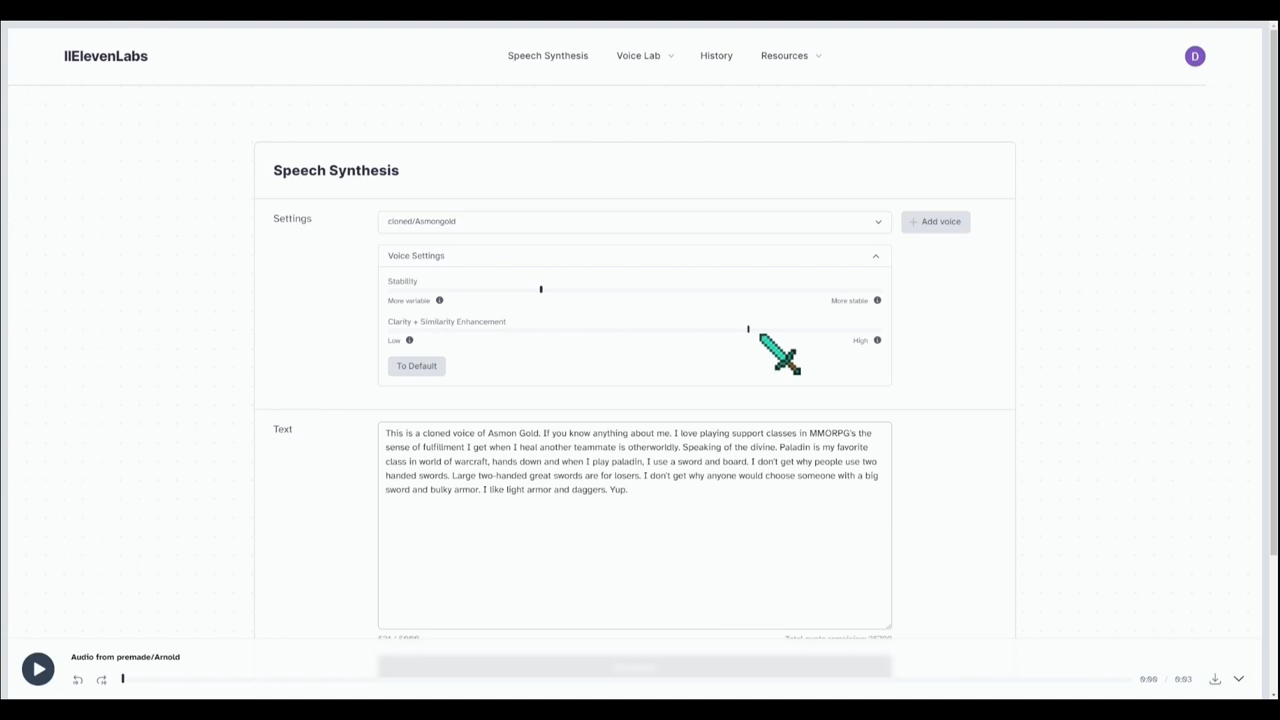 IIElevenLabs
Speech Synthesis
Voice Lab
History
Resources
D
Speech Synthesis
Settings
cloned/Asmongold
+ Add voice
Voice Settings
Stability
More variable
More stable
Clarity + Similarity Enhancement
Low
High
To Default
Text
This is a cloned voice of Asmon Gold. If you know anything about me. I love playing support classes in MMORPG's the
sense of fulfillment I get when I heal another teammate is otherworldly. Speaking of the divine. Paladin is my favorite
class in world of warcraft, hands down and when I play paladin, I use a sword and board. I don't get why people use two
handed swords. Large two-handed great swords are for losers. I don't get why anyone would choose someone with a big
sword and bulky armor. I like light armor and daggers. Yup.
Audio from premade/Arnold
0:00 / 0:03